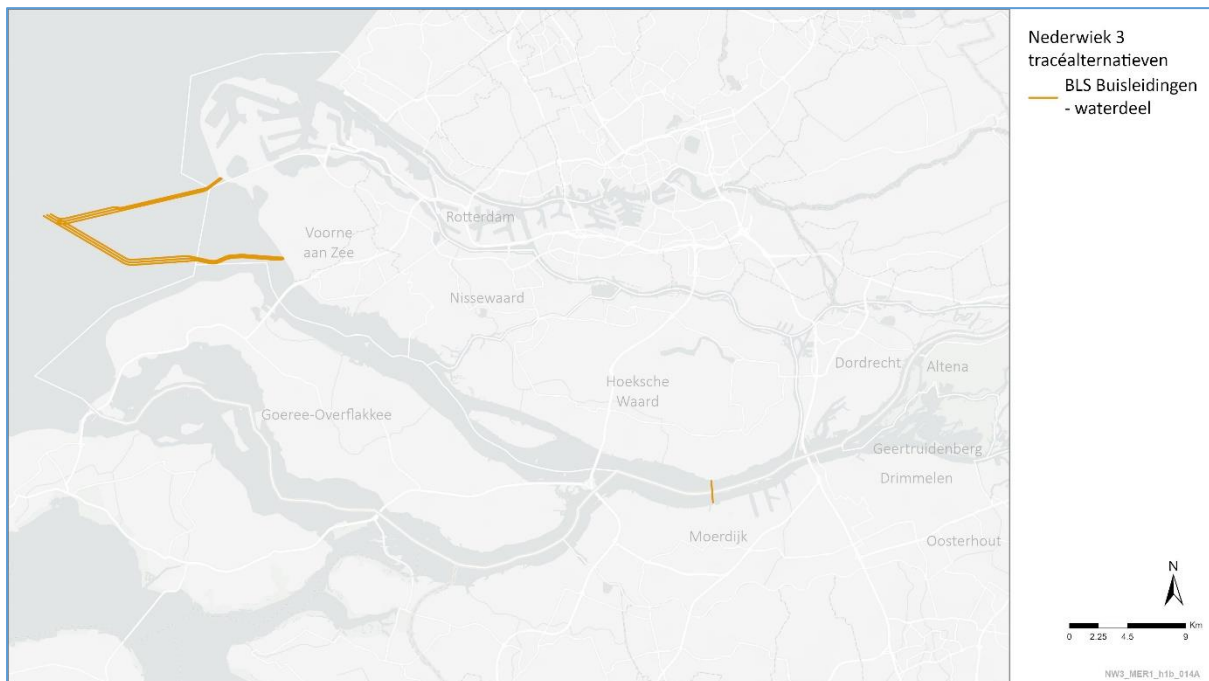 Nederwiek 3
tracéalternatieven
BLS Buisleidingen
- waterdeel
Rotterdam
Voorne
aan Zee
Nissewaard
Dordrecht
Altena
Hoeksche
Waard
Goeree-Overflakkee
Geertruidenberg
Drimmelen
Moerdijk
Oosterhout
N
Km
0 2.25 4.5 9
NW3_MER1_h1b_014A